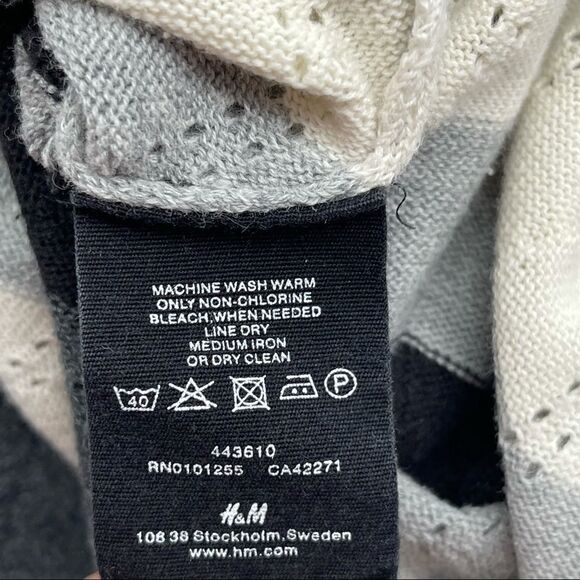 MACHINE WASH WARM
ONLY NON-CHLORINE
BLEACH, WHEN NEEDED
LINE DRY
MEDIUM IRON
OR DRY CLEAN
40 P
443610
RN0101255 CA42271
H&M
106 38 Stockholm, Sweden
www.hm.com